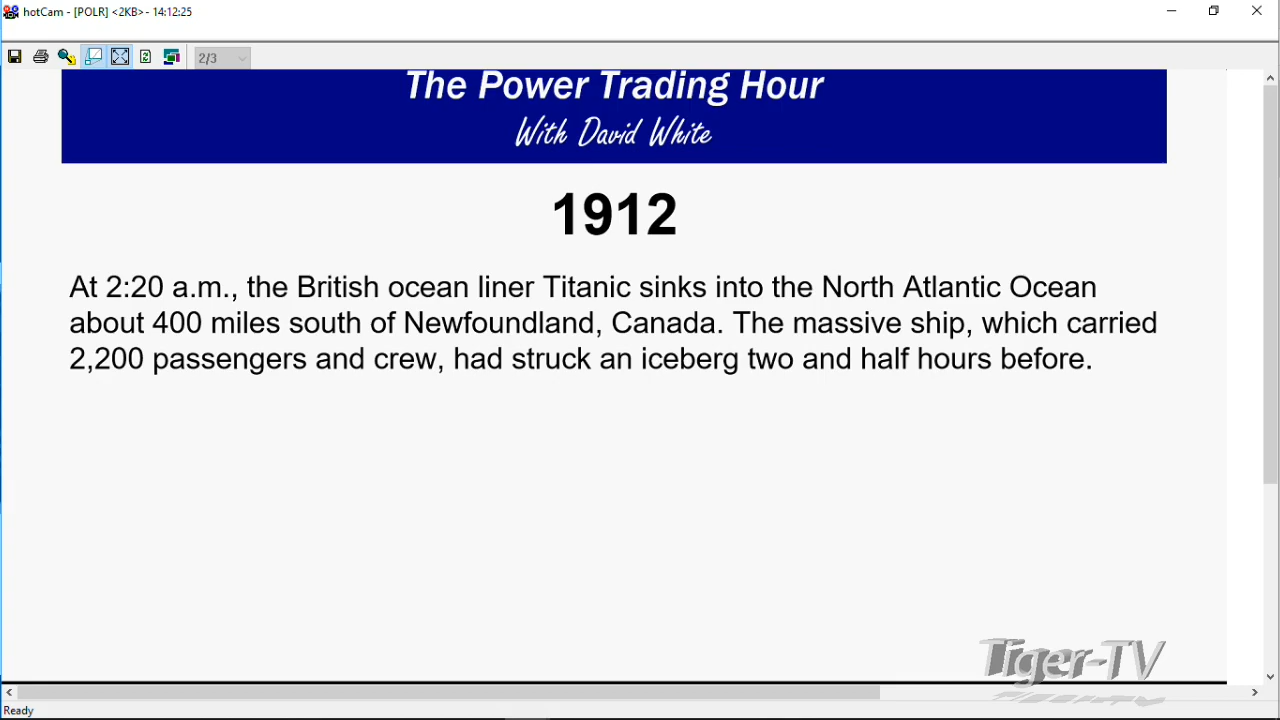 hotCam - [POLR] <2KB> - 14:12:25
2/3
The Power Trading Hour
With David White
1912
At 2:20 a.m., the British ocean liner Titanic sinks into the North Atlantic Ocean
about 400 miles south of Newfoundland, Canada. The massive ship, which carried
2,200 passengers and crew, had struck an iceberg two and half hours before.
Tiger-TV
Ready